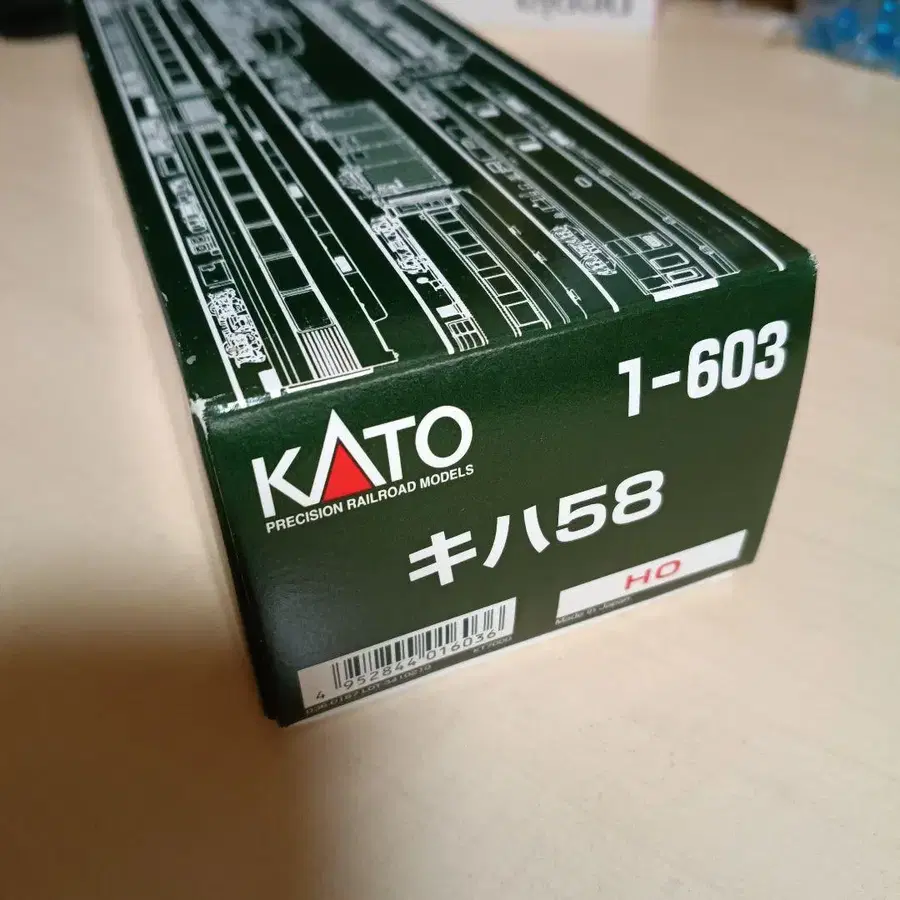 1-603
KATO
PRECISION RAILROAD MODELS
キハ58
HO
Made in Japan
4 952844 016036